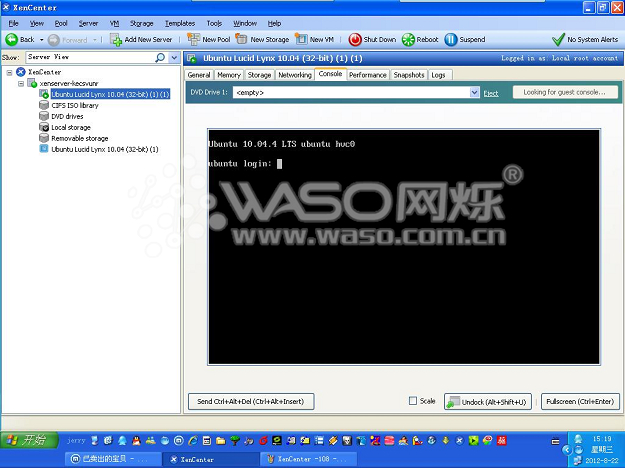 XenCenter
File View Pool Server VM Storage Templates Tools Window Help
Back Forward Add New Server New Pool New Storage New VM Shut Down Reboot Suspend No System Alerts
Show: Server View
Ubuntu Lucid Lynx 10.04 (32-bit) (1) (1) Logged in as: Local root account
XenCenter
xenserver-kecsvunr
Ubuntu Lucid Lynx 10.04 (32-bit) (1) (1)
CIFS ISO library
DVD drives
Local storage
Removable storage
Ubuntu Lucid Lynx 10.04 (32-bit) (1)
General Memory Storage Networking Console Performance Snapshots Logs
DVD Drive 1: <empty> Eject Looking for guest console...
Ubuntu 10.04.4 LTS ubuntu hvc0
ubuntu login:
WASO网烁®
www.waso.com.cn
Send Ctrl+Alt+Del (Ctrl+Alt+Insert) Scale Undock (Alt+Shift+U) Fullscreen (Ctrl+Enter)
开始 jerry
已卖出的宝贝 - ... XenCenter XenCenter -108 - ...
15:19
星期三
2012-8-22